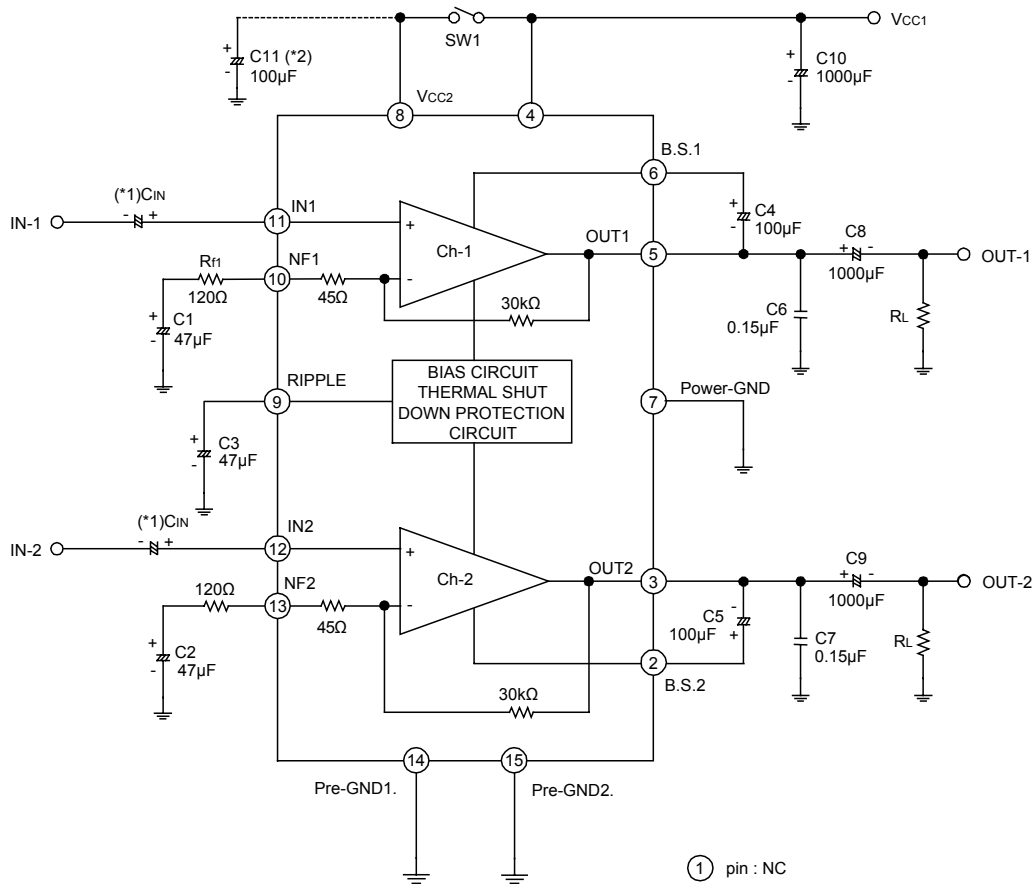 VCC1
SW1
+
-
C11 (*2)
100µF
+
-
C10
1000µF
VCC2
8
4
B.S.1
6
(*1)CIN
- +
IN-1
IN1
11
+
Ch-1
-
OUT1
5
+
-
C4
100µF
C8
+ -
1000µF
OUT-1
Rf1
120Ω
NF1
10
45Ω
30kΩ
C6
0.15µF
RL
+
-
C1
47µF
RIPPLE
9
BIAS CIRCUIT
THERMAL SHUT
DOWN PROTECTION
CIRCUIT
Power-GND
7
+
-
C3
47µF
(*1)CIN
- +
IN-2
IN2
12
+
Ch-2
-
OUT2
3
C9
+ -
1000µF
OUT-2
120Ω
NF2
13
45Ω
-
+
C5
100µF
C7
0.15µF
RL
+
-
C2
47µF
2
B.S.2
30kΩ
14
15
Pre-GND1.
Pre-GND2.
1 pin : NC